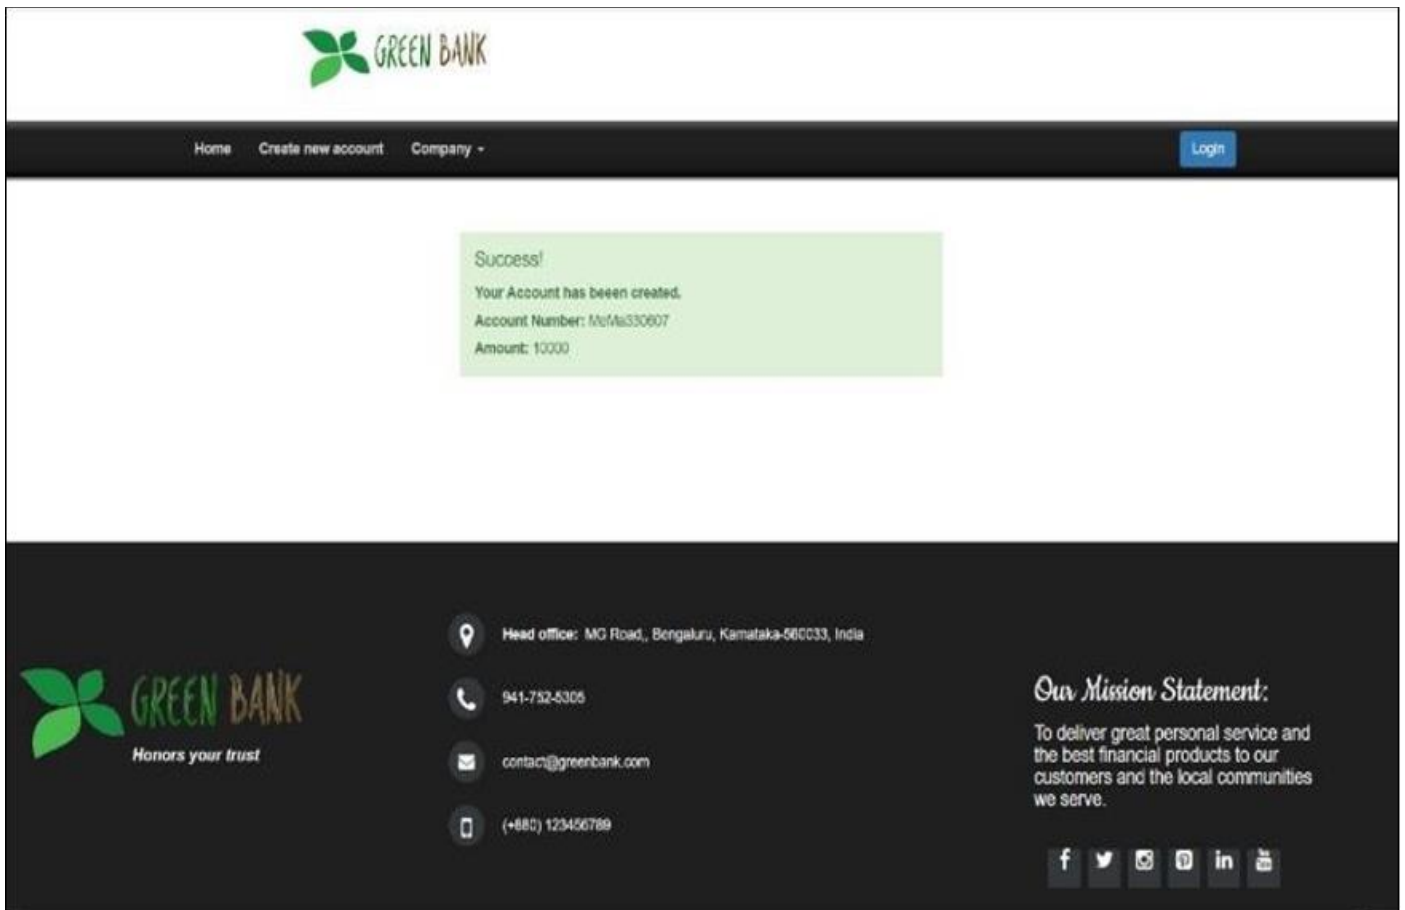 GREEN BANK
Home Create new account Company
Login
Success!
Your Account has beeen created.
Account Number:
Amount: 10000
Head office: MG Road,, Bengaluru, Karnataka-560033, India
941-752-5305
contact@greenbank.com
(+880) 123456789
GREEN BANK
Honors your trust
Our Mission Statement:
To deliver great personal service and
the best financial products to our
customers and the local communities
we serve.